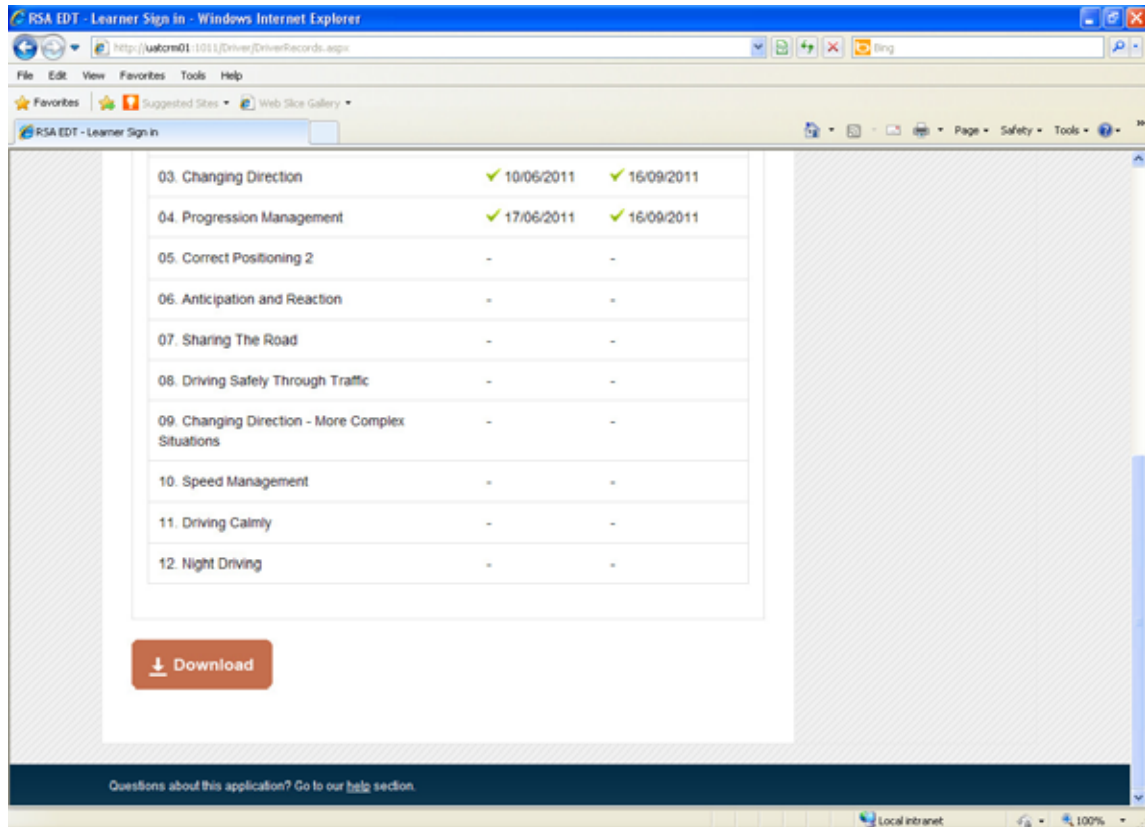 RSA EDT - Learner Sign in - Windows Internet Explorer
http://uatcrm01:1011/Driver/DriverRecords.aspx
Bing
File Edit View Favorites Tools Help
Favorites Suggested Sites Web Slice Gallery
RSA EDT - Learner Sign in
Page Safety Tools
03. Changing Direction 10/06/2011 16/09/2011
04. Progression Management 17/06/2011 16/09/2011
05. Correct Positioning 2 - -
06. Anticipation and Reaction - -
07. Sharing The Road - -
08. Driving Safely Through Traffic - -
09. Changing Direction - More Complex - -
Situations
10. Speed Management - -
11. Driving Calmly - -
12. Night Driving - -
Download
Questions about this application? Go to our help section.
Local intranet 100%